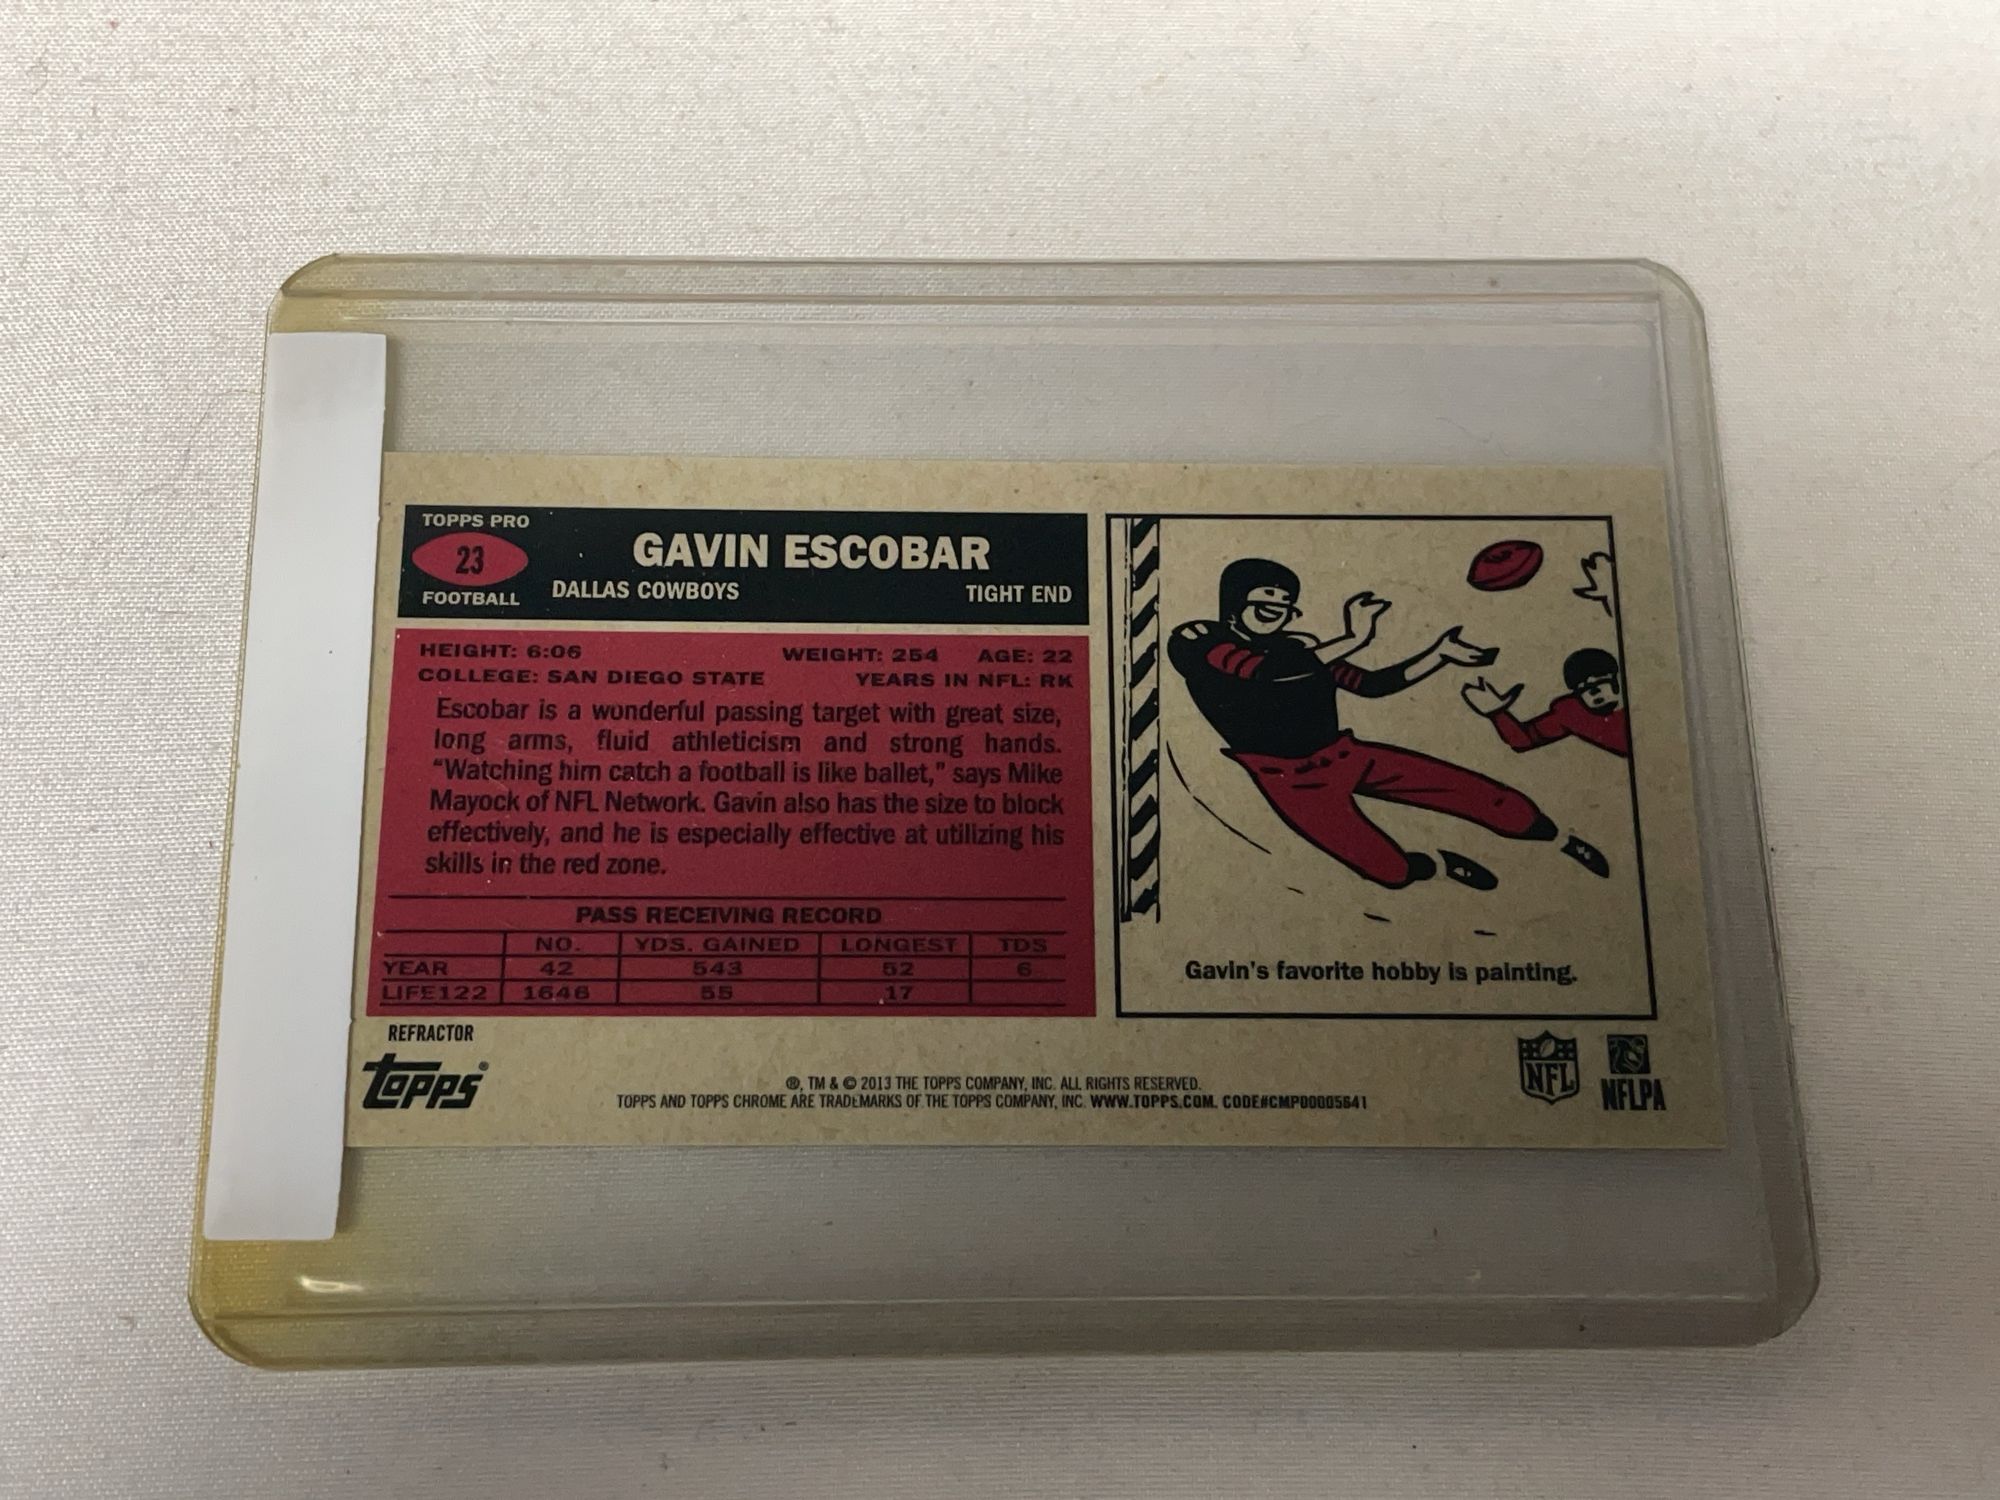 TOPPS PRO
23
FOOTBALL
GAVIN ESCOBAR
DALLAS COWBOYS TIGHT END
HEIGHT: 6:06 WEIGHT: 254 AGE: 22
COLLEGE: SAN DIEGO STATE YEARS IN NFL: RK
Escobar is a wonderful passing target with great size,
long arms, fluid athleticism and strong hands.
"Watching him catch a football is like ballet," says Mike
Mayock of NFL Network. Gavin also has the size to block
effectively, and he is especially effective at utilizing his
skills in the red zone.
PASS RECEIVING RECORD
NO. YDS. GAINED LONGEST TDS
YEAR 42 543 52 6
LIFE122 1646 55 17
Gavin's favorite hobby is painting.
REFRACTOR
topps®
®, TM & © 2013 THE TOPPS COMPANY, INC. ALL RIGHTS RESERVED.
TOPPS AND TOPPS CHROME ARE TRADEMARKS OF THE TOPPS COMPANY, INC. WWW.TOPPS.COM. CODE#CMP00005641
NFL
NFLPA